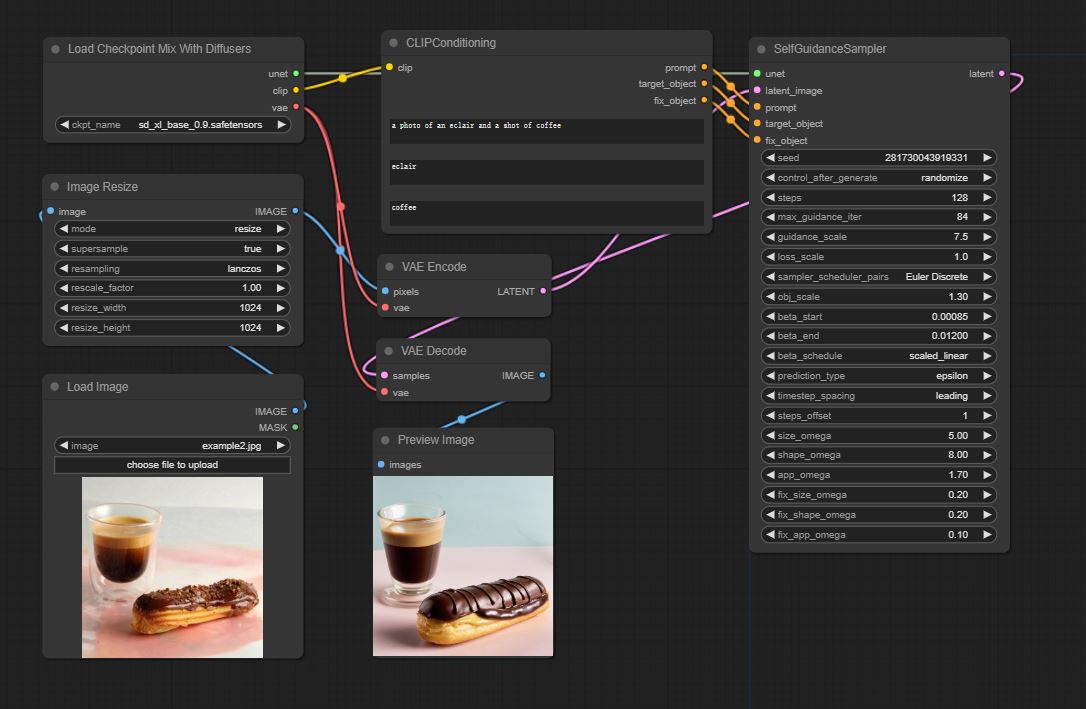 Load Checkpoint Mix With Diffusers
unet
clip
vae
ckpt_name sd_xl_base_0.9.safetensors
Image Resize
image IMAGE
mode resize
supersample true
resampling lanczos
rescale_factor 1.00
resize_width 1024
resize_height 1024
Load Image
IMAGE
MASK
image example2.jpg
choose file to upload
CLIPConditioning
clip prompt
target_object
fix_object
a photo of an eclair and a shot of coffee
eclair
coffee
VAE Encode
pixels LATENT
vae
VAE Decode
samples IMAGE
vae
Preview Image
images
SelfGuidanceSampler
unet latent
latent_image
prompt
target_object
fix_object
seed 281730043919331
control_after_generate randomize
steps 128
max_guidance_iter 84
guidance_scale 7.5
loss_scale 1.0
sampler_scheduler_pairs Euler Discrete
obj_scale 1.30
beta_start 0.00085
beta_end 0.01200
beta_schedule scaled_linear
prediction_type epsilon
timestep_spacing leading
steps_offset 1
size_omega 5.00
shape_omega 8.00
app_omega 1.70
fix_size_omega 0.20
fix_shape_omega 0.20
fix_app_omega 0.10